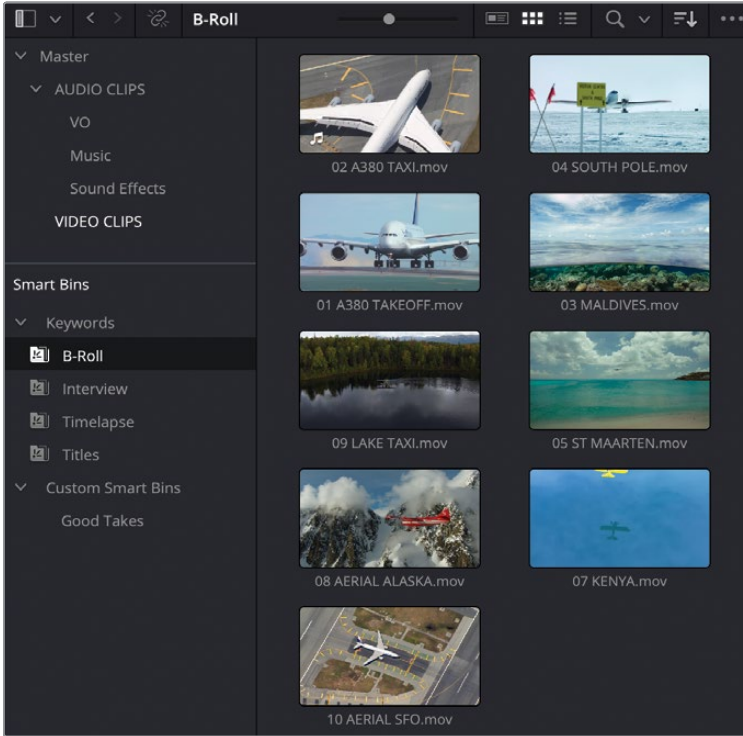 B-Roll
Master
AUDIO CLIPS
VO
Music
Sound Effects
VIDEO CLIPS
Smart Bins
Keywords
B-Roll
Interview
Timelapse
Titles
Custom Smart Bins
Good Takes
02 A380 TAXI.mov
04 SOUTH POLE.mov
01 A380 TAKEOFF.mov
03 MALDIVES.mov
09 LAKE TAXI.mov
05 ST MAARTEN.mov
08 AERIAL ALASKA.mov
07 KENYA.mov
10 AERIAL SFO.mov